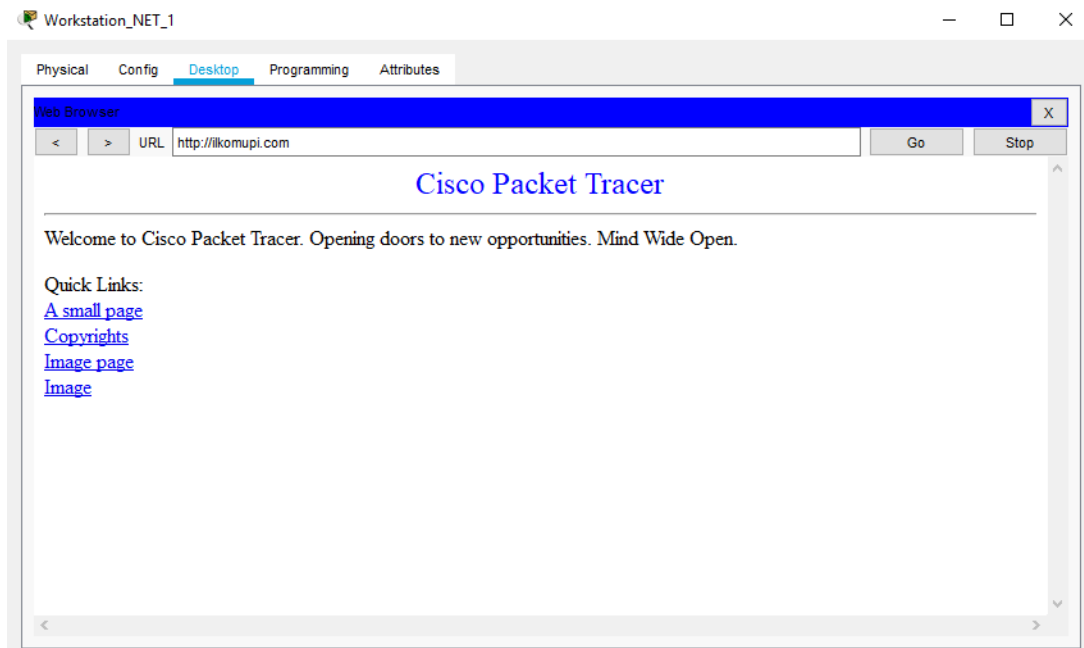 Workstation_NET_1
Physical Config Desktop Programming Attributes
Web Browser X
< > URL http://ilkomupi.com Go Stop
Cisco Packet Tracer
Welcome to Cisco Packet Tracer. Opening doors to new opportunities. Mind Wide Open.
Quick Links:
A small page
Copyrights
Image page
Image